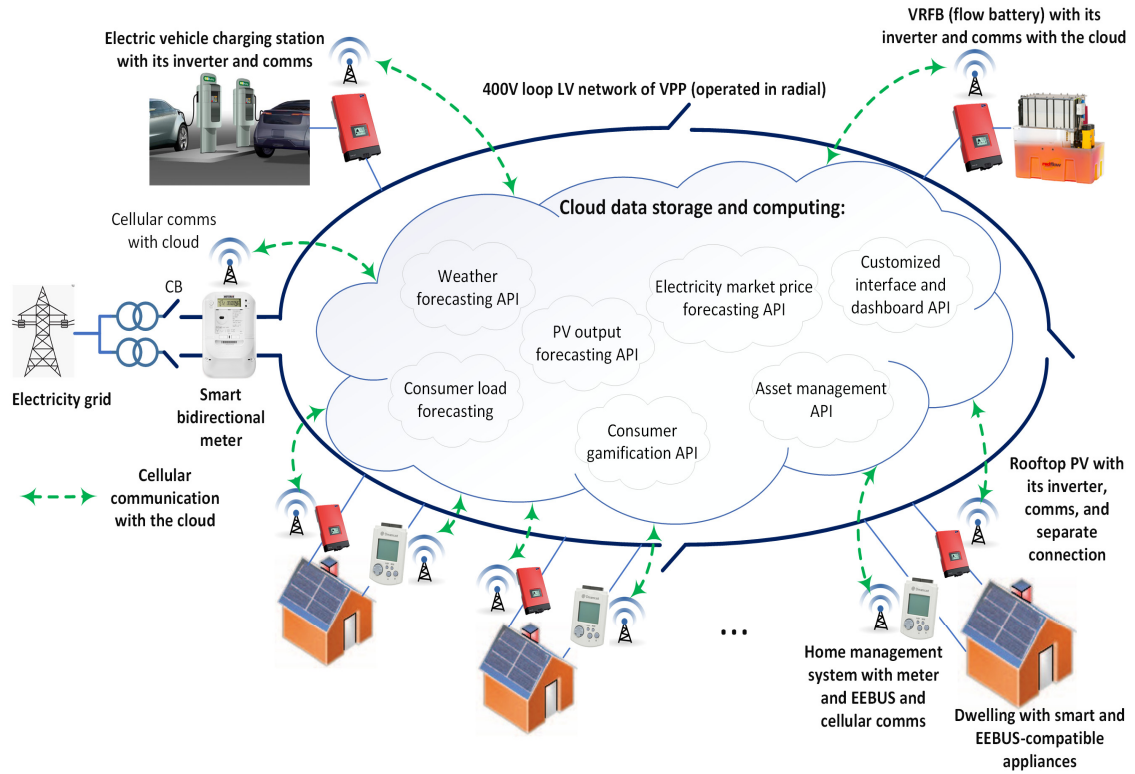 VRFB (flow battery) with its
inverter and comms with the cloud
Electric vehicle charging station
with its inverter and comms
400V loop LV network of VPP (operated in radial)
Cloud data storage and computing:
Cellular comms
with cloud
CB
Weather
forecasting API
Electricity market price
forecasting API
Customized
interface and
dashboard API
PV output
forecasting API
Consumer load
forecasting
Asset management
API
Consumer
gamification API
Electricity grid
Smart
bidirectional
meter
Cellular
communication
with the cloud
Rooftop PV with
its inverter,
comms, and
separate
connection
...
Home management
system with meter
and EEBUS and
cellular comms
Dwelling with smart and
EEBUS-compatible
appliances